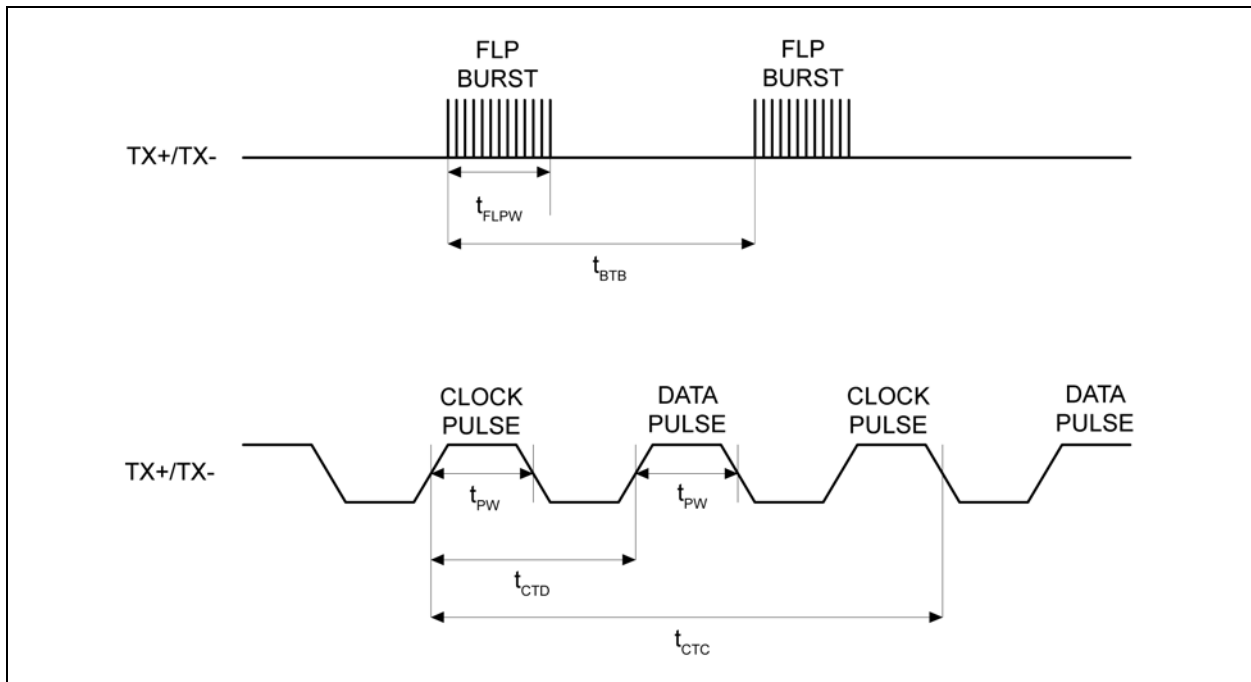 FLP
BURST
FLP
BURST
TX+/TX-
tFLPW
tBTB
CLOCK
PULSE
DATA
PULSE
CLOCK
PULSE
DATA
PULSE
TX+/TX-
tPW
tPW
tCTD
tCTC